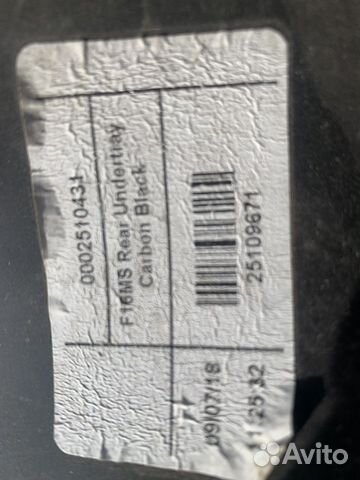 0002510431
F16MS Rear Undertray
Carbon Black
25109671
09/07/18
11:25:32
Avito